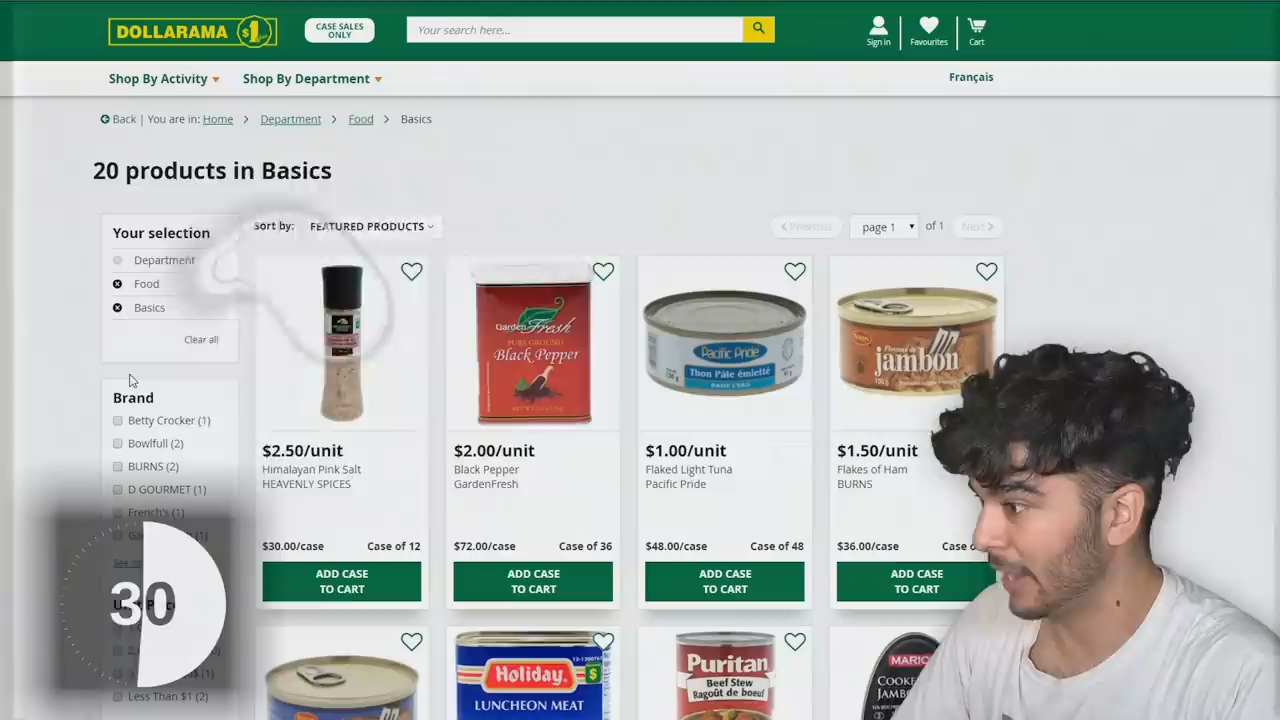 DOLLARAMA $1
CASE SALES
ONLY
Your search here...
Sign in
Favourites
Cart
Shop By Activity
Shop By Department
Français
Back | You are in: Home > Department > Food > Basics
20 products in Basics
Your selection
Department
Food
Basics
Clear all
Sort by: FEATURED PRODUCTS
Previous
page 1
of 1
Next
Brand
Betty Crocker (1)
Bowlfull (2)
BURNS (2)
D GOURMET (1)
French's (1)
Less Than $1 (2)
30
$2.50/unit
Himalayan Pink Salt
HEAVENLY SPICES
$30.00/case
Case of 12
ADD CASE
TO CART
Garden Fresh
PURE GROUND
Black Pepper
$2.00/unit
Black Pepper
GardenFresh
$72.00/case
Case of 36
ADD CASE
TO CART
Pacific Pride
Thon Pâle émietté
$1.00/unit
Flaked Light Tuna
Pacific Pride
$48.00/case
Case of 48
ADD CASE
TO CART
jambon
$1.50/unit
Flakes of Ham
BURNS
$36.00/case
ADD CASE
TO CART
Holiday
LUNCHEON MEAT
Puritan
Beef Stew
Ragoût de boeuf
MARIO